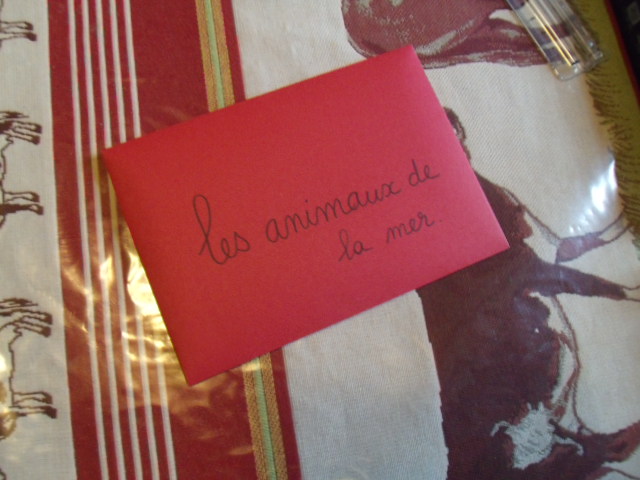 les animaux de
la mer.